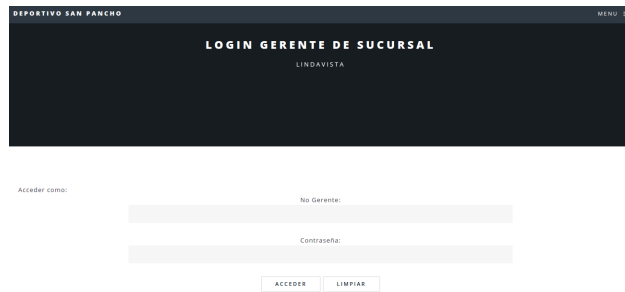 DEPORTIVO SAN PANCHO
MENU
LOGIN GERENTE DE SUCURSAL
LINDAVISTA
Acceder como:
No Gerente:
Contraseña:
ACCEDER LIMPIAR